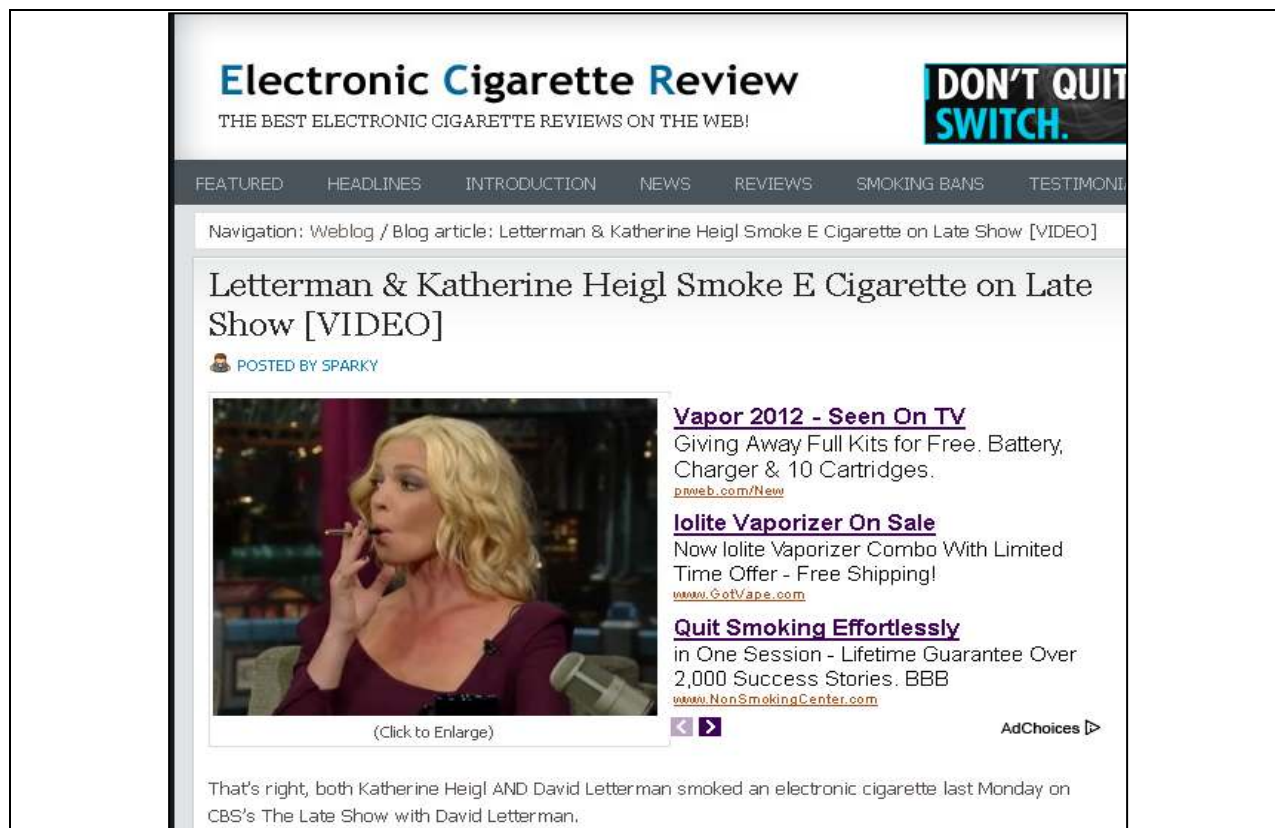 Electronic Cigarette Review
THE BEST ELECTRONIC CIGARETTE REVIEWS ON THE WEB!
DON'T QUIT
SWITCH.
FEATURED HEADLINES INTRODUCTION NEWS REVIEWS SMOKING BANS TESTIMONI
Navigation: Weblog / Blog article: Letterman & Katherine Heigl Smoke E Cigarette on Late Show [VIDEO]
Letterman & Katherine Heigl Smoke E Cigarette on Late
Show [VIDEO]
POSTED BY SPARKY
(Click to Enlarge)
Vapor 2012 - Seen On TV
Giving Away Full Kits for Free. Battery,
Charger & 10 Cartridges.
prweb.com/New
Iolite Vaporizer On Sale
Now Iolite Vaporizer Combo With Limited
Time Offer - Free Shipping!
www.GotVape.com
Quit Smoking Effortlessly
in One Session - Lifetime Guarantee Over
2,000 Success Stories. BBB
www.NonSmokingCenter.com
AdChoices
That's right, both Katherine Heigl AND David Letterman smoked an electronic cigarette last Monday on
CBS's The Late Show with David Letterman.